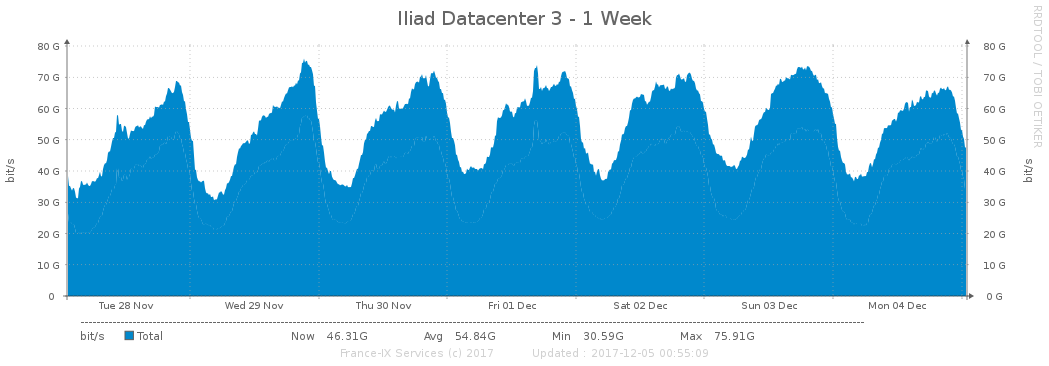 Iliad Datacenter 3 - 1 Week
RRDTOOL / TOBI OETIKER
80 G 80 G
70 G 70 G
60 G 60 G
50 G 50 G
40 G 40 G
30 G 30 G
20 G 20 G
10 G 10 G
0 0 G
bit/s bit/s
Tue 28 Nov Wed 29 Nov Thu 30 Nov Fri 01 Dec Sat 02 Dec Sun 03 Dec Mon 04 Dec
bit/s Total Now 46.31G Avg 54.84G Min 30.59G Max 75.91G
France-IX Services (c) 2017 Updated : 2017-12-05 00:55:09